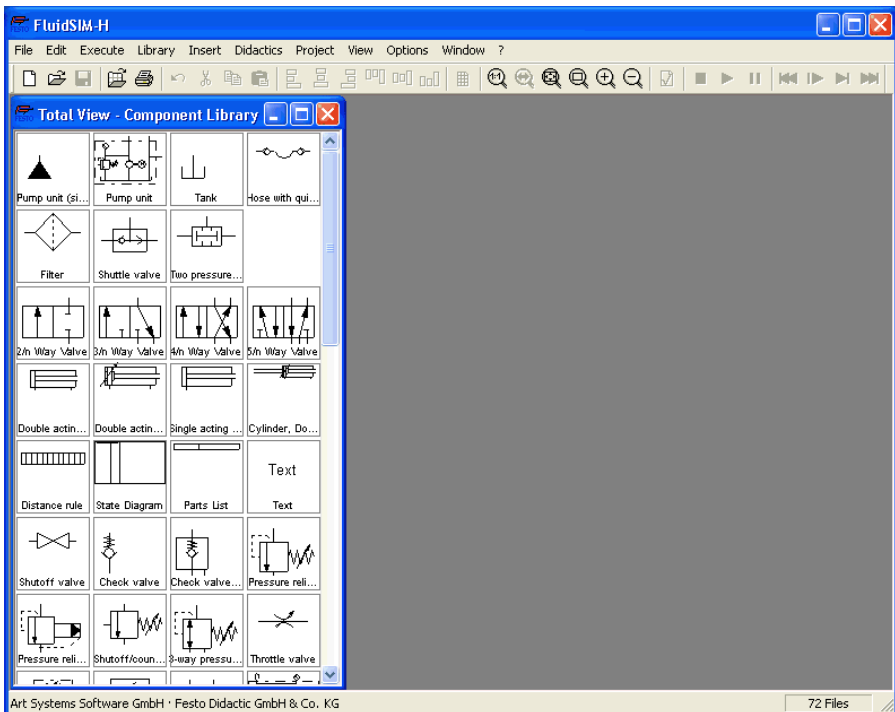 FluidSIM-H
File Edit Execute Library Insert Didactics Project View Options Window ?
Total View - Component Library
Pump unit (si... Pump unit Tank Hose with qui...
Filter Shuttle valve Two pressure...
2/n Way Valve 3/n Way Valve 4/n Way Valve 5/n Way Valve
Double actin... Double actin... Single acting ... Cylinder, Do...
Text
Distance rule State Diagram Parts List Text
Shutoff valve Check valve Check valve... Pressure reli...
Pressure reli... Shutoff/coun... 3-way pressu... Throttle valve
Art Systems Software GmbH · Festo Didactic GmbH & Co. KG 72 Files